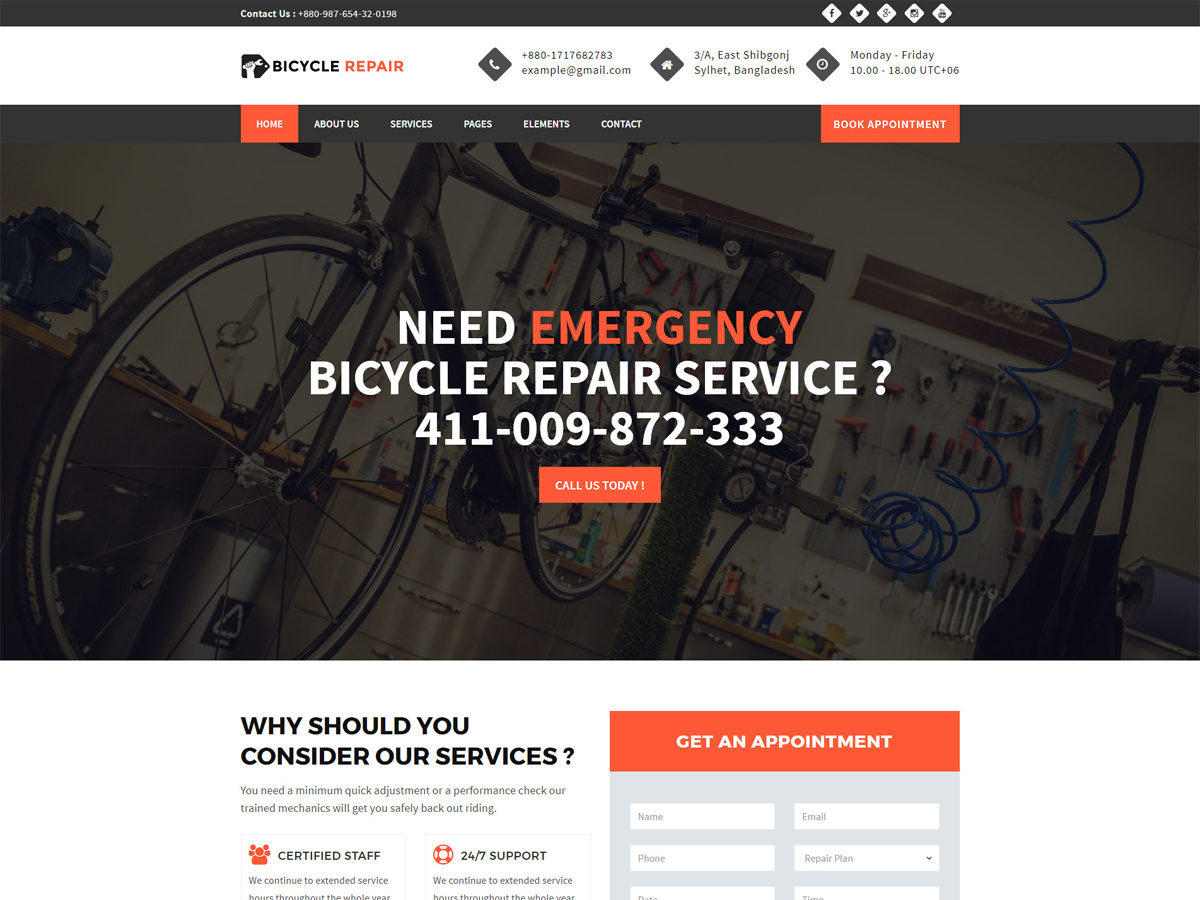 Contact Us : +880-987-654-32-0198
BICYCLE REPAIR
+880-1717682783
example@gmail.com
3/A, East Shibgonj
Sylhet, Bangladesh
Monday - Friday
10.00 - 18.00 UTC+06
HOME
ABOUT US
SERVICES
PAGES
ELEMENTS
CONTACT
BOOK APPOINTMENT
NEED EMERGENCY
BICYCLE REPAIR SERVICE ?
411-009-872-333
CALL US TODAY !
WHY SHOULD YOU
CONSIDER OUR SERVICES ?
You need a minimum quick adjustment or a performance check our
trained mechanics will get you safely back out riding.
CERTIFIED STAFF
We continue to extended service
hours throughout the whole year
24/7 SUPPORT
We continue to extended service
hours throughout the whole year
GET AN APPOINTMENT
Name
Email
Phone
Repair Plan
Date
Time